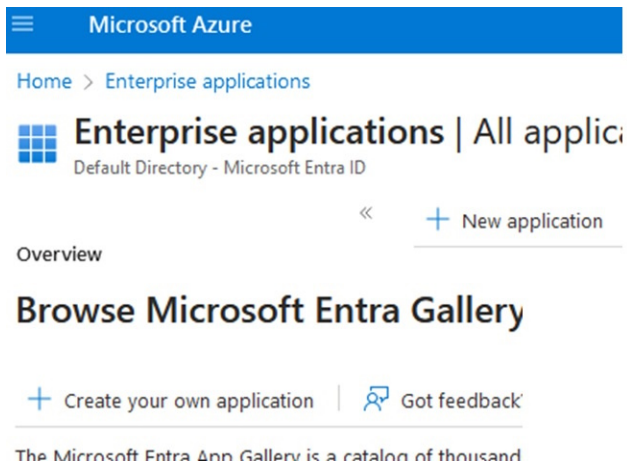 Microsoft Azure
Home > Enterprise applications
Enterprise applications | All applica
Default Directory - Microsoft Entra ID
« + New application
Overview
Browse Microsoft Entra Gallery
+ Create your own application | Got feedback
The Microsoft Entra App Gallery is a catalog of thousand